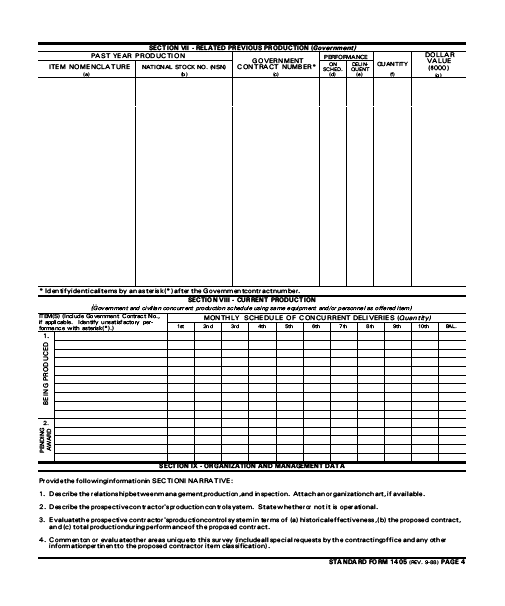 SECTION VII - RELATED PREVIOUS PRODUCTION (Government)
PAST YEAR PRODUCTION
GOVERNMENT CONTRACT NUMBER*
PERFORMANCE
QUANTITY
DOLLAR VALUE ($000)
ITEM NOMENCLATURE
NATIONAL STOCK NO. (NSN)
ON SCHED.
DELIN-QUENT
(a)
(b)
(c)
(d)
(e)
(f)
(g)
* Identify identical items by an asterisk (*) after the Government contract number.
SECTION VIII - CURRENT PRODUCTION
(Government and civilian concurrent production schedule using same equipment and/or personnel as offered item)
ITEM(S) (Include Government Contract No.,
if applicable. Identify unsatisfactory per-
formance with asterisk(*).)
MONTHLY SCHEDULE OF CONCURRENT DELIVERIES (Quantity)
1st 2nd 3rd 4th 5th 6th 7th 8th 9th 10th BAL.
1.
BEING PRODUCED
2.
PENDING AWARD
SECTION IX - ORGANIZATION AND MANAGEMENT DATA
Provide the following information in SECTION I NARRATIVE:
1. Describe the relationship between management, production, and inspection. Attach an organization chart, if available.
2. Describe the prospective contractor's production control system. State whether or not it is operational.
3. Evaluate the prospective contractor's production control system in terms of (a) historical effectiveness, (b) the proposed contract,
and (c) total production during performance of the proposed contract.
4. Comment on or evaluate other areas unique to this survey (include all special requests by the contracting office and any other
information pertinent to the proposed contractor item classification).
STANDARD FORM 1405 (REV. 9-88) PAGE 4